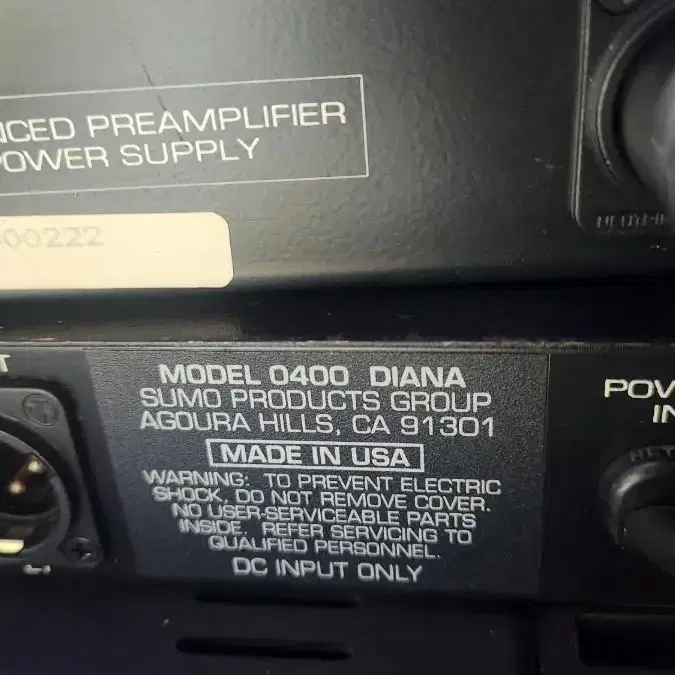 NCED PREAMPLIFIER
POWER SUPPLY
00222
T
MODEL 0400 DIANA
SUMO PRODUCTS GROUP
AGOURA HILLS, CA 91301
MADE IN USA
WARNING: TO PREVENT ELECTRIC
SHOCK, DO NOT REMOVE COVER.
NO USER-SERVICEABLE PARTS
INSIDE. REFER SERVICING TO
QUALIFIED PERSONNEL.
DC INPUT ONLY
POW
IN